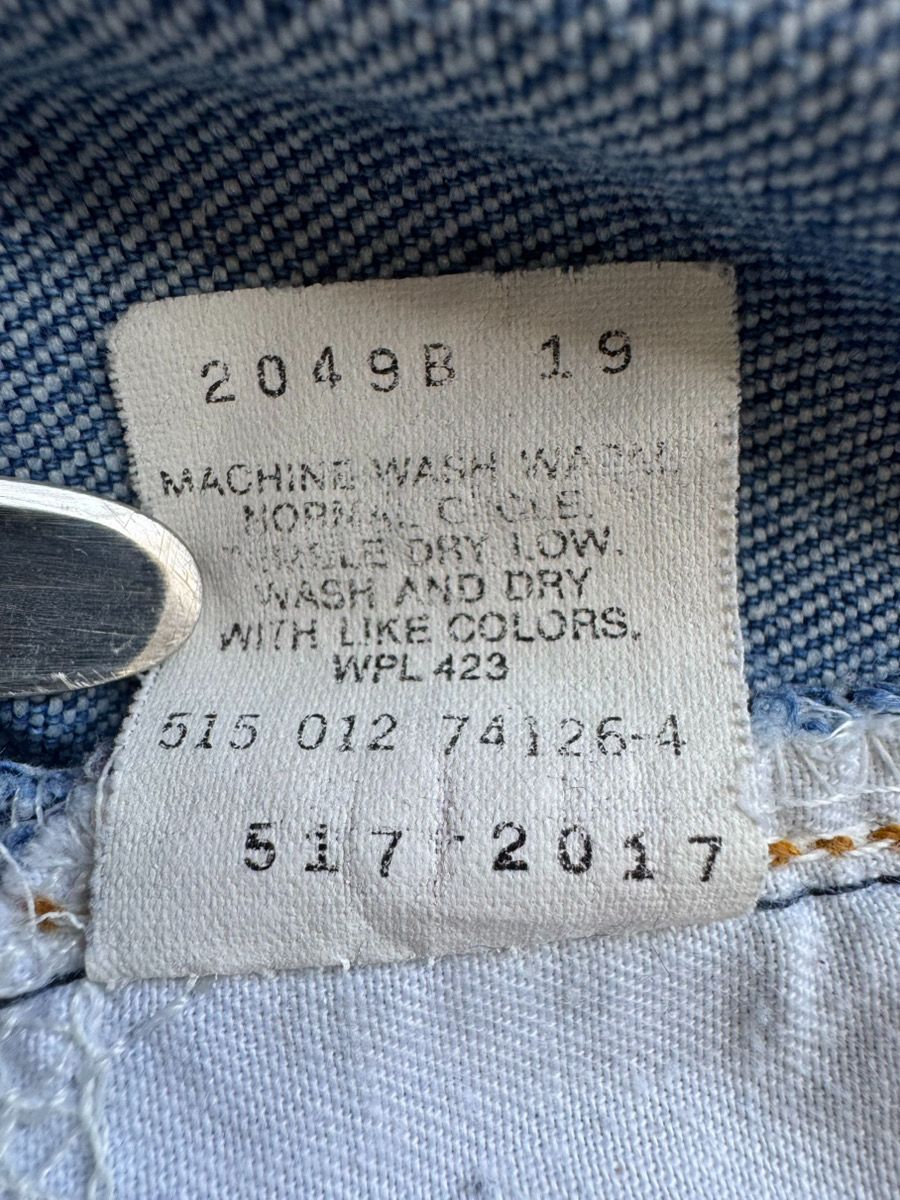 2049B 19
MACHINE WASH WARM
NORMAL CYCLE.
TUMBLE DRY LOW.
WASH AND DRY
WITH LIKE COLORS.
WPL 423
515 012 74126-4
517 2017